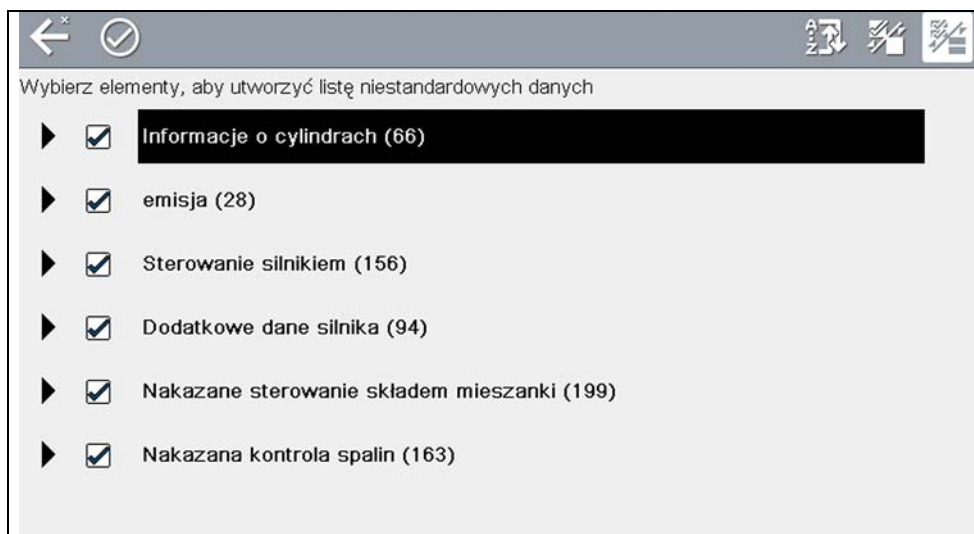 Wybierz elementy, aby utworzyć listę niestandardowych danych
Informacje o cylindrach (66)
emisja (28)
Sterowanie silnikiem (156)
Dodatkowe dane silnika (94)
Nakazane sterowanie składem mieszanki (199)
Nakazana kontrola spalin (163)